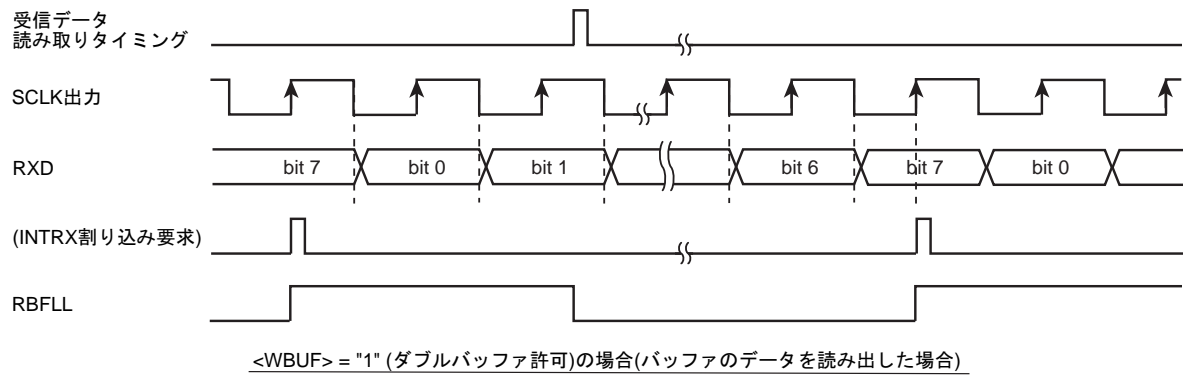 受信データ
読み取りタイミング
SCLK出力
RXD
bit 7 bit 0 bit 1 bit 6 bit 7 bit 0
(INTRX割り込み要求)
RBFLL
<WBUF> = "1" (ダブルバッファ許可)の場合(バッファのデータを読み出した場合)